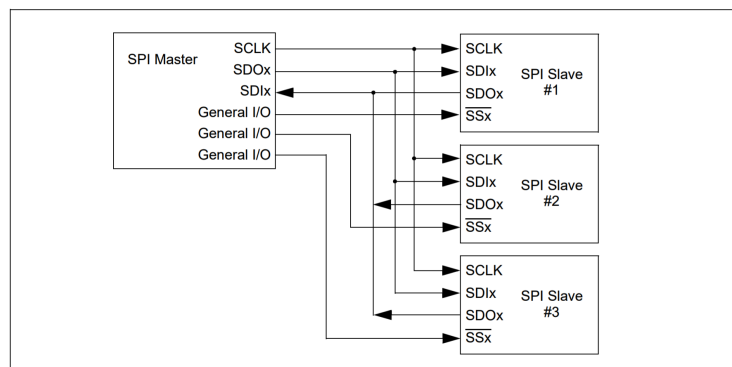 SPI Master
SCLK
SDOx
SDIx
General I/O
General I/O
General I/O
SCLK
SDIx
SDOx
SSx
SPI Slave
#1
SCLK
SDIx
SDOx
SSx
SPI Slave
#2
SCLK
SDIx
SDOx
SSx
SPI Slave
#3